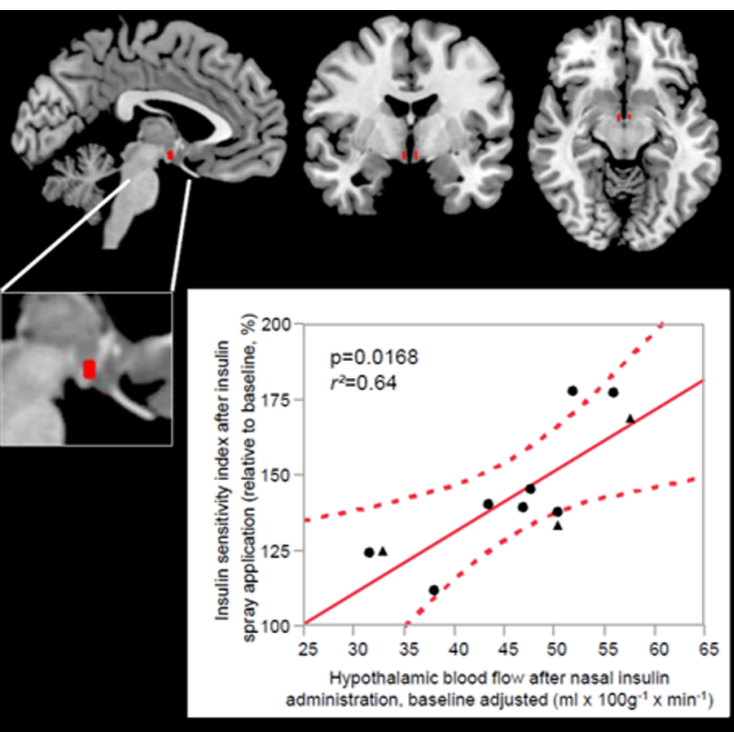 Insulin sensitivity index after insulin
spray application (relative to baseline, %)
200
175
150
125
100
p=0.0168
r²=0.64
25 30 35 40 45 50 55 60 65
Hypothalamic blood flow after nasal insulin
administration, baseline adjusted (ml x 100g⁻¹ x min⁻¹)